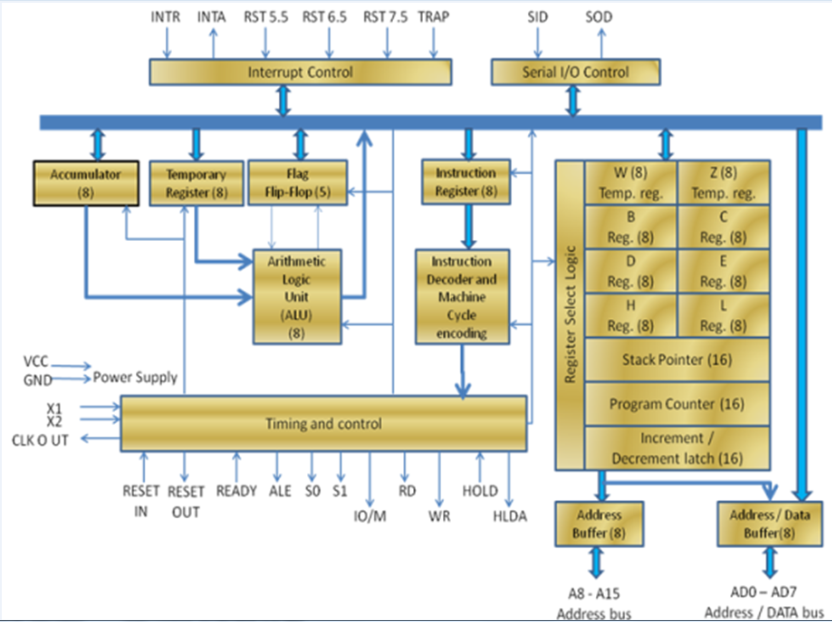 INTR INTA RST 5.5 RST 6.5 RST 7.5 TRAP SID SOD
Interrupt Control
Serial I/O Control
Accumulator
(8)
Temporary
Register (8)
Flag
Flip-Flop (5)
Instruction
Register (8)
W (8)
Temp. reg.
Z (8)
Temp. reg.
B
Reg. (8)
C
Reg. (8)
D
Reg. (8)
E
Reg. (8)
H
Reg. (8)
L
Reg. (8)
Register Select Logic
Stack Pointer (16)
Program Counter (16)
Increment /
Decrement latch (16)
Arithmetic
Logic
Unit
(ALU)
(8)
Instruction
Decoder and
Machine
Cycle
encoding
VCC
GND
Power Supply
X1
X2
CLK O UT
Timing and control
RESET
IN
RESET
OUT
READY
ALE
S0
S1
IO/M
RD
WR
HOLD
HLDA
Address
Buffer (8)
Address / Data
Buffer(8)
A8 - A15
Address bus
AD0 – AD7
Address / DATA bus